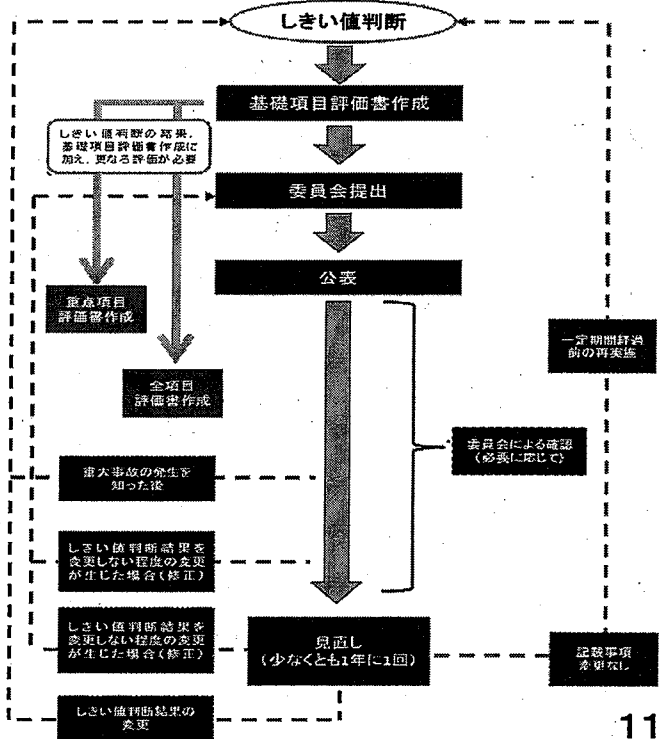 しきい値判断
基礎項目評価書作成
しきい値判断の結果、
基礎項目評価書作成に
加え、更なる評価が必要
委員会提出
公表
重点項目
評価書作成
一定期間経過
前の再実施
全項目
評価書作成
委員会による確認
(必要に応じて)
重大事故の発生を
知った後
しきい値判断結果を
変更しない程度の変更
が生じた場合(修正)
しきい値判断結果を
変更しない程度の変更
が生じた場合(修正)
見直し
(少なくとも1年に1回)
記載事項
変更なし
しきい値判断結果の
変更
11